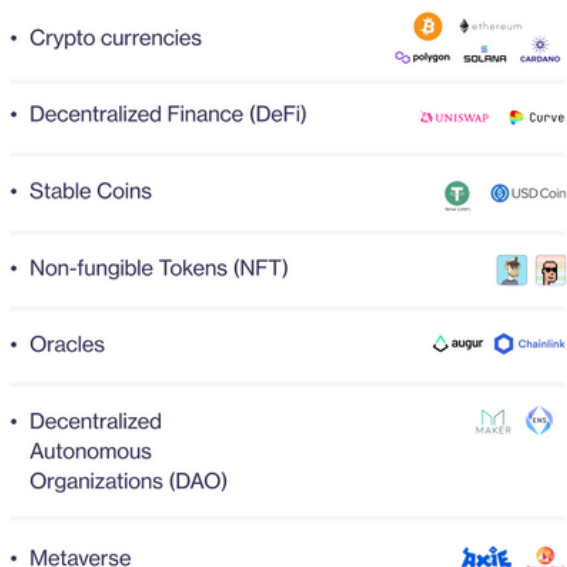 • Crypto currencies
ethereum
polygon SOLANA CARDANO
• Decentralized Finance (DeFi)
UNISWAP Curve
• Stable Coins
USD Coin
• Non-fungible Tokens (NFT)
• Oracles
augur Chainlink
• Decentralized
Autonomous
Organizations (DAO)
MAKER ENS
• Metaverse
AXIE